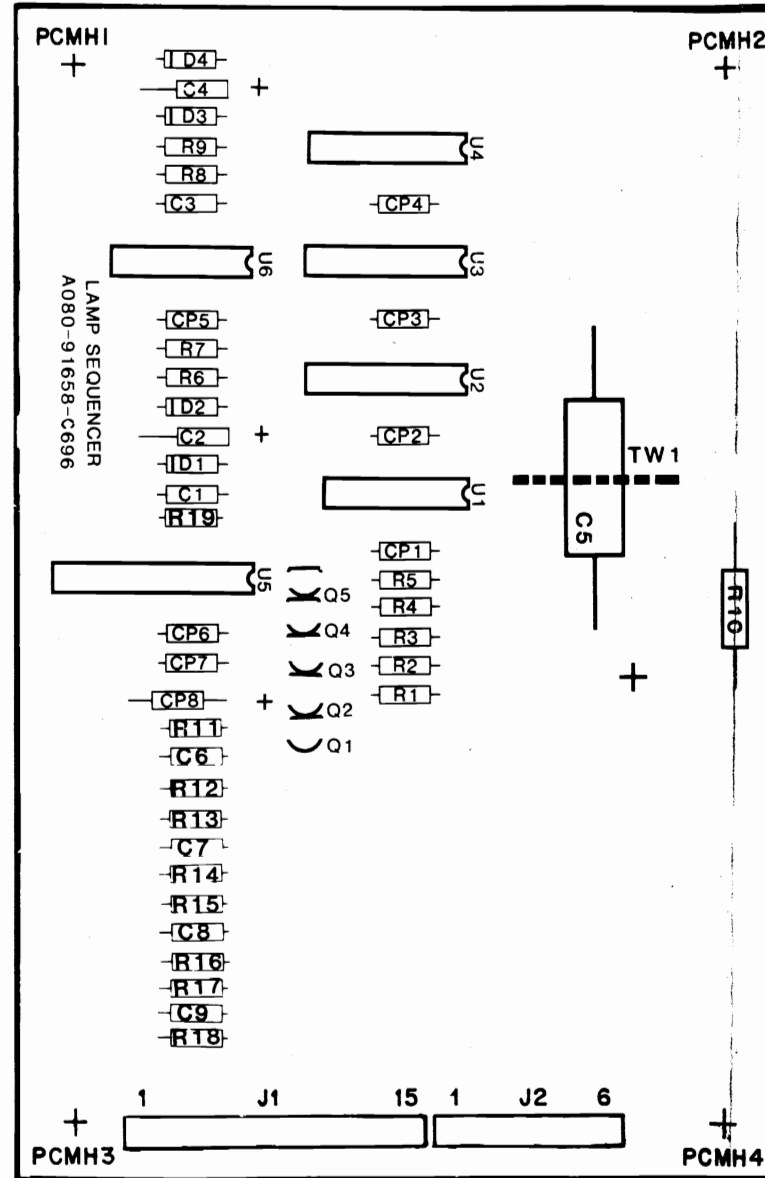 PCMH1
PCMH2
D4
C4 +
D3
R9
R8
C3
U4
CP4
U6
U3
LAMP SEQUENCER
A080-91658-C696
CP5
R7
R6
D2
C2 +
D1
C1
R19
CP3
U2
CP2
U1
TW1
C5
U5
CP1
R5
R4
R3
R2
R1
Q5
Q4
Q3
Q2
Q1
R10
+
CP6
CP7
CP8 +
R11
C6
R12
R13
C7
R14
R15
C8
R16
R17
C9
R18
1 J1 15 1 J2 6
PCMH3
PCMH4